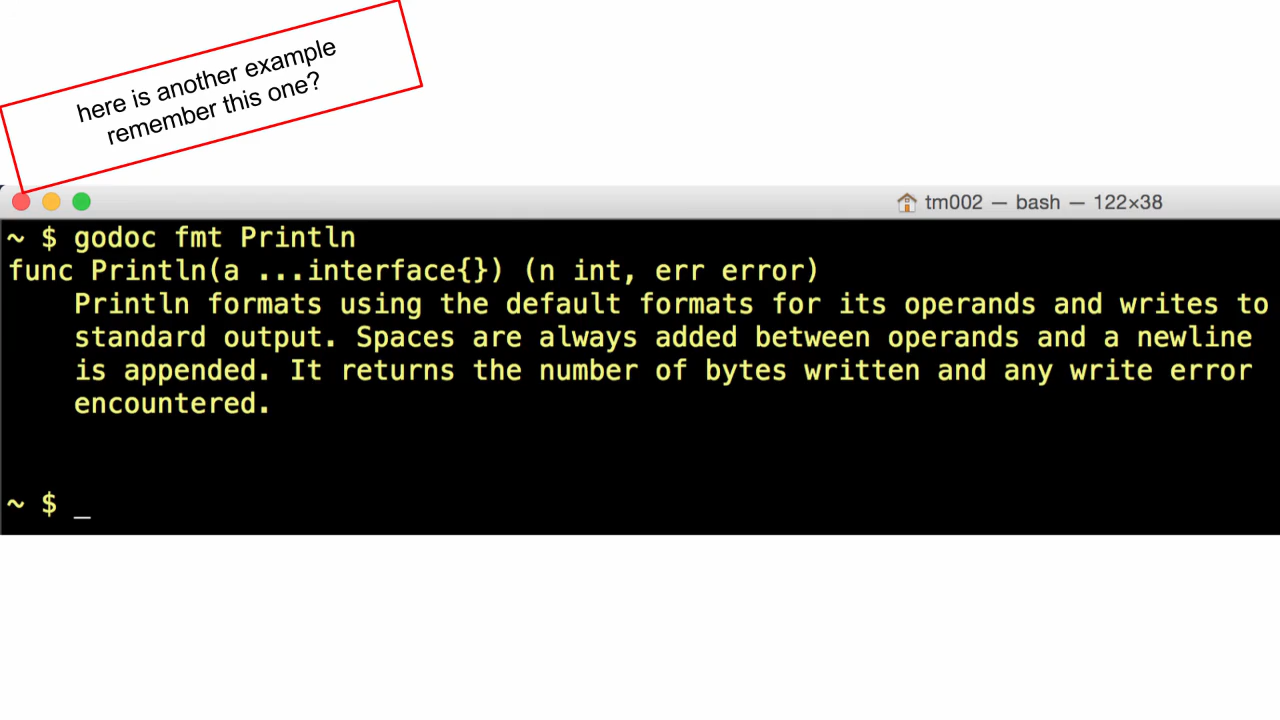 here is another example
remember this one?
tm002 — bash — 122×38
~ $ godoc fmt Println
func Println(a ...interface{}) (n int, err error)
Println formats using the default formats for its operands and writes to
standard output. Spaces are always added between operands and a newline
is appended. It returns the number of bytes written and any write error
encountered.
~ $ _